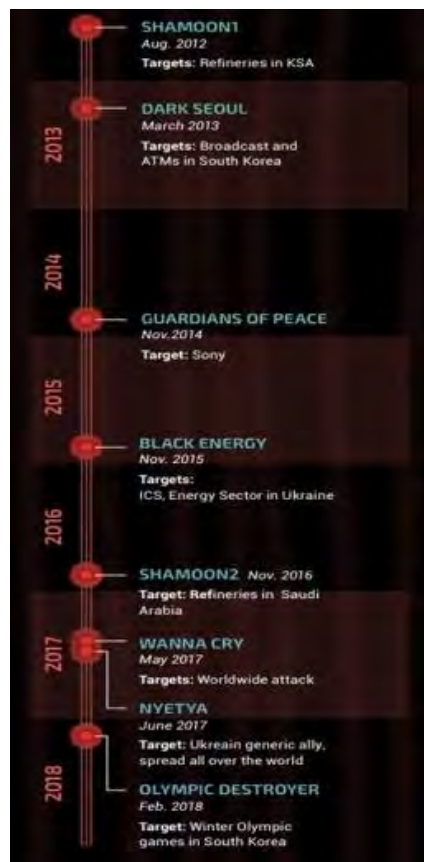 SHAMOON1
Aug. 2012
Targets: Refineries in KSA
DARK SEOUL
March 2013
Targets: Broadcast and
ATMs in South Korea
2013
2014
GUARDIANS OF PEACE
Nov.2014
Target: Sony
2015
BLACK ENERGY
Nov. 2015
Targets:
ICS, Energy Sector in Ukraine
2016
SHAMOON2 Nov. 2016
Target: Refineries in Saudi
Arabia
2017
WANNA CRY
May 2017
Targets: Worldwide attack
NYETYA
June 2017
Target: Ukreain generic ally,
spread all over the world
2018
OLYMPIC DESTROYER
Feb. 2018
Target: Winter Olympic
games in South Korea